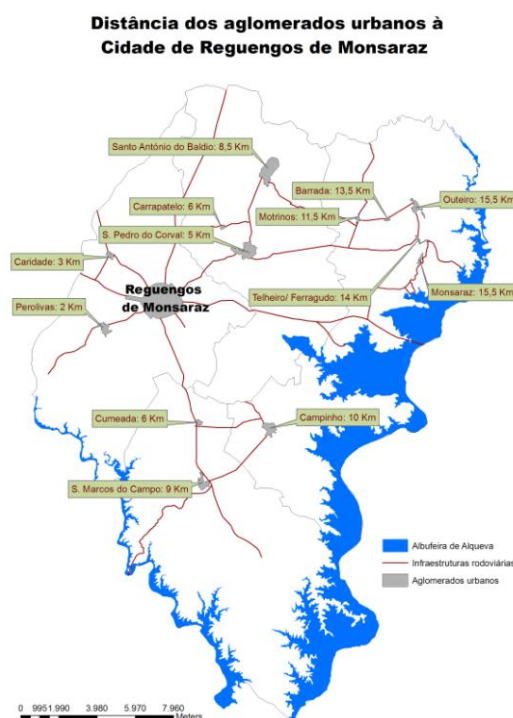 Distância dos aglomerados urbanos à
Cidade de Reguengos de Monsaraz
Santo António do Baldio: 8,5 Km
Barrada: 13,5 Km
Outeiro: 15,5 Km
Carrapatelo: 6 Km
Motrinos: 11,5 Km
S. Pedro do Corval: 5 Km
Caridade: 3 Km
Reguengos
de Monsaraz
Telheiro/ Ferragudo: 14 Km
Monsaraz: 15,5 Km
Perolivas: 2 Km
Cumeada: 6 Km
Campinho: 10 Km
S. Marcos do Campo: 9 Km
Albufeira de Alqueva
Infraestruturas rodoviárias
Aglomerados urbanos
0 995 1.990 3.980 5.970 7.960
Meters